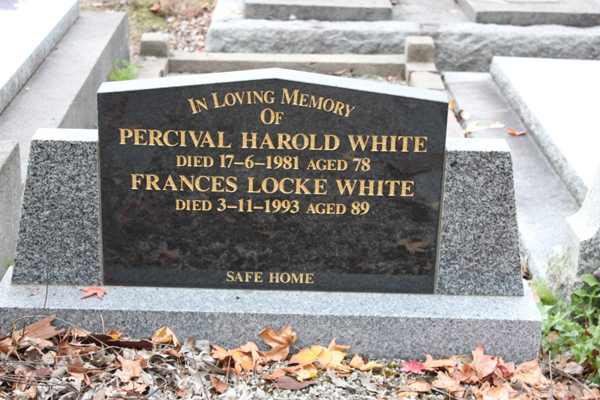 IN LOVING MEMORY
OF
PERCIVAL HAROLD WHITE
DIED 17-6-1981 AGED 78
FRANCES LOCKE WHITE
DIED 3-11-1993 AGED 89
SAFE HOME